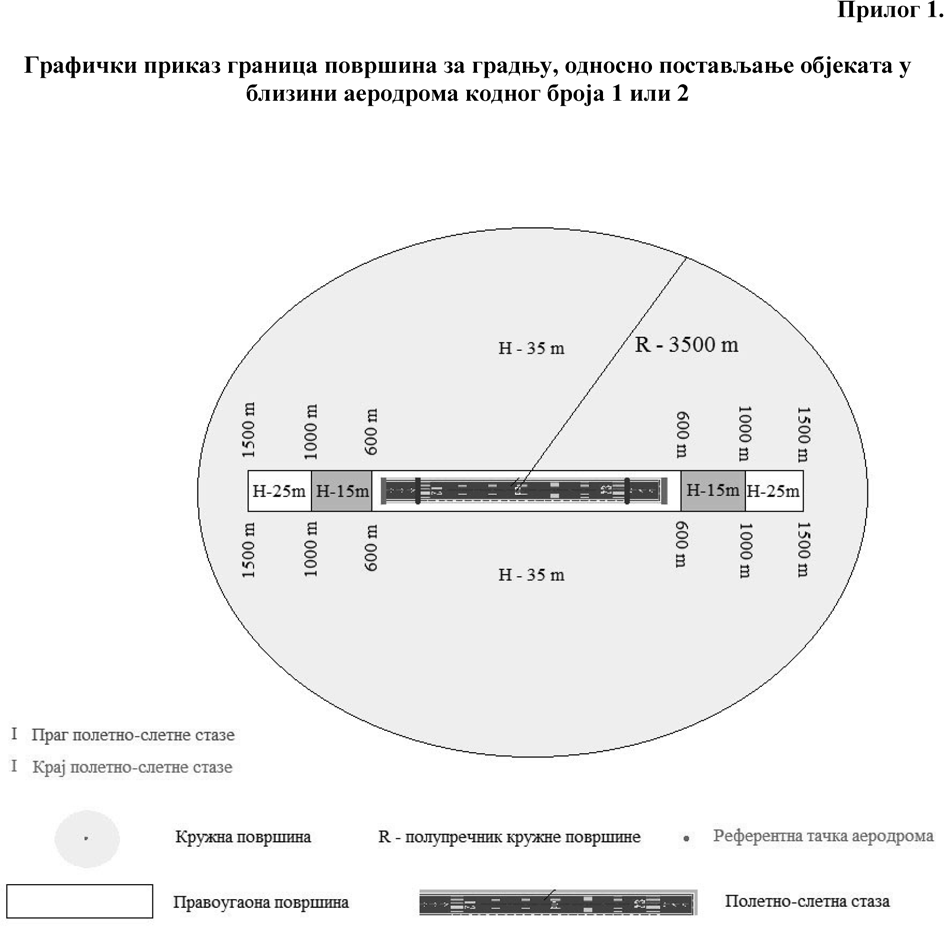 Прилог 1.
Графички приказ граница површина за градњу, односно постављање објеката у
близини аеродрома кодног броја 1 или 2
H - 35 m
R - 3500 m
1500 m
1000 m
600 m
600 m
1000 m
1500 m
H-25m
H-15m
H-15m
H-25m
1500 m
1000 m
600 m
600 m
1000 m
1500 m
H - 35 m
I Праг полетно-слетне стазе
I Крај полетно-слетне стазе
Кружна површина
R - полупречник кружне површине
Референтна тачка аеродрома
Правоугаона површина
Полетно-слетна стаза